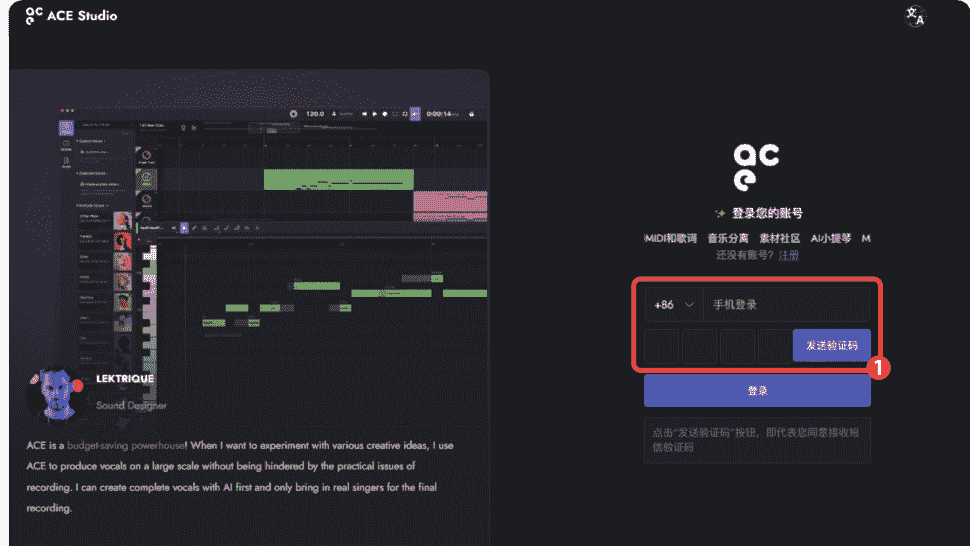 ACE Studio
文A
120.0
0:00:14
LEKTRIQUE
Sound Designer
ACE is a budget-saving powerhouse! When I want to experiment with various creative ideas, I use
ACE to produce vocals on a large scale without being hindered by the practical issues of
recording. I can create complete vocals with AI first and only bring in real singers for the final
recording.
ace
登录您的账号
MIDI和歌词 音乐分离 素材社区 AI小提琴 M
还没有账号? 注册
+86 手机登录
发送验证码
1
登录
点击“发送验证码”按钮，即代表您同意接收短
信验证码